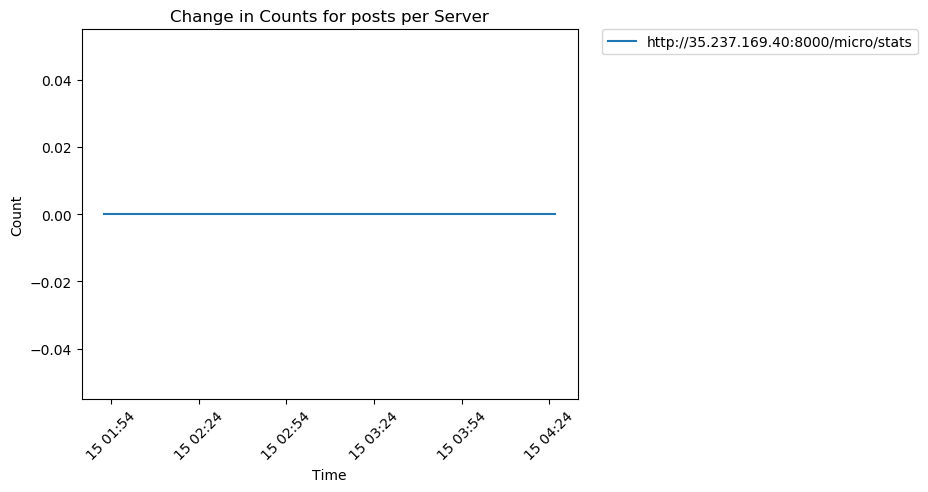 Change in Counts for posts per Server
http://35.237.169.40:8000/micro/stats
Count
0.04
0.02
0.00
−0.02
−0.04
15 01:54
15 02:24
15 02:54
15 03:24
15 03:54
15 04:24
Time